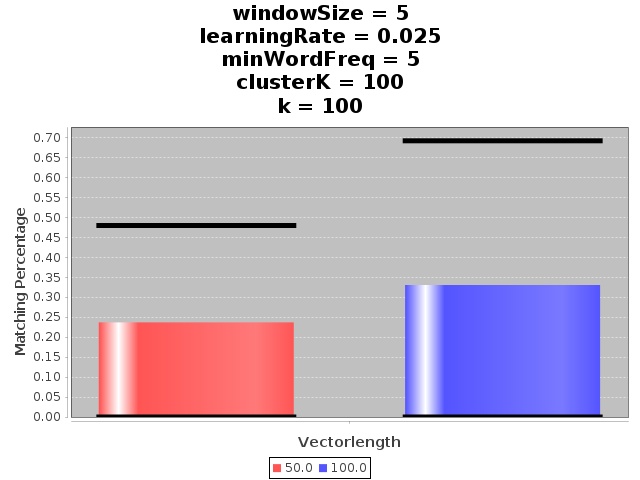 windowSize = 5
learningRate = 0.025
minWordFreq = 5
clusterK = 100
k = 100
Matching Percentage
0.70
0.65
0.60
0.55
0.50
0.45
0.40
0.35
0.30
0.25
0.20
0.15
0.10
0.05
0.00
Vectorlength
50.0 100.0